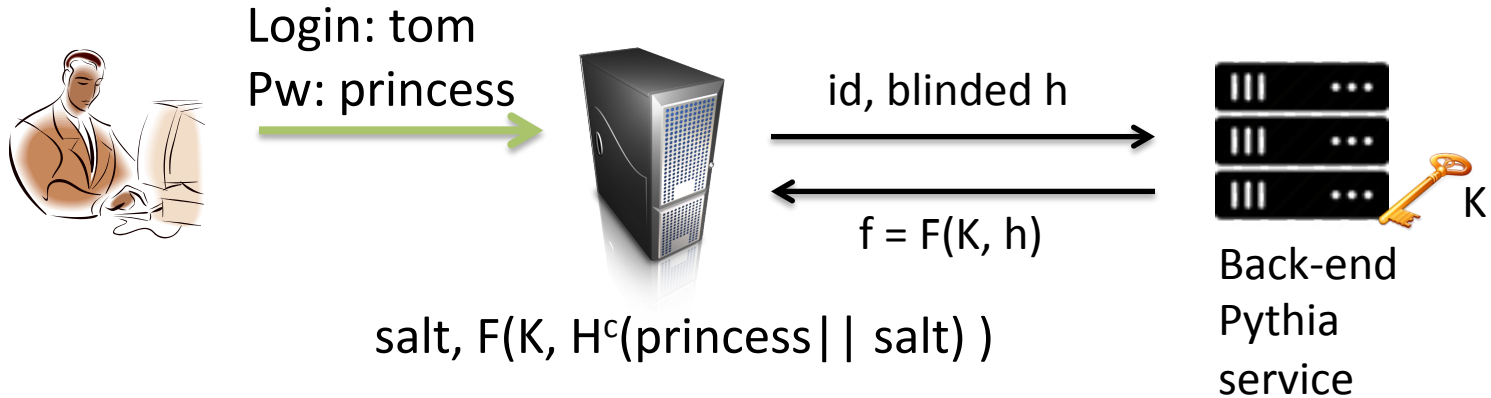 Login: tom
Pw: princess
id, blinded h
f = F(K, h)
K
Back-end
Pythia
service
salt, F(K, Hᶜ(princess|| salt) )